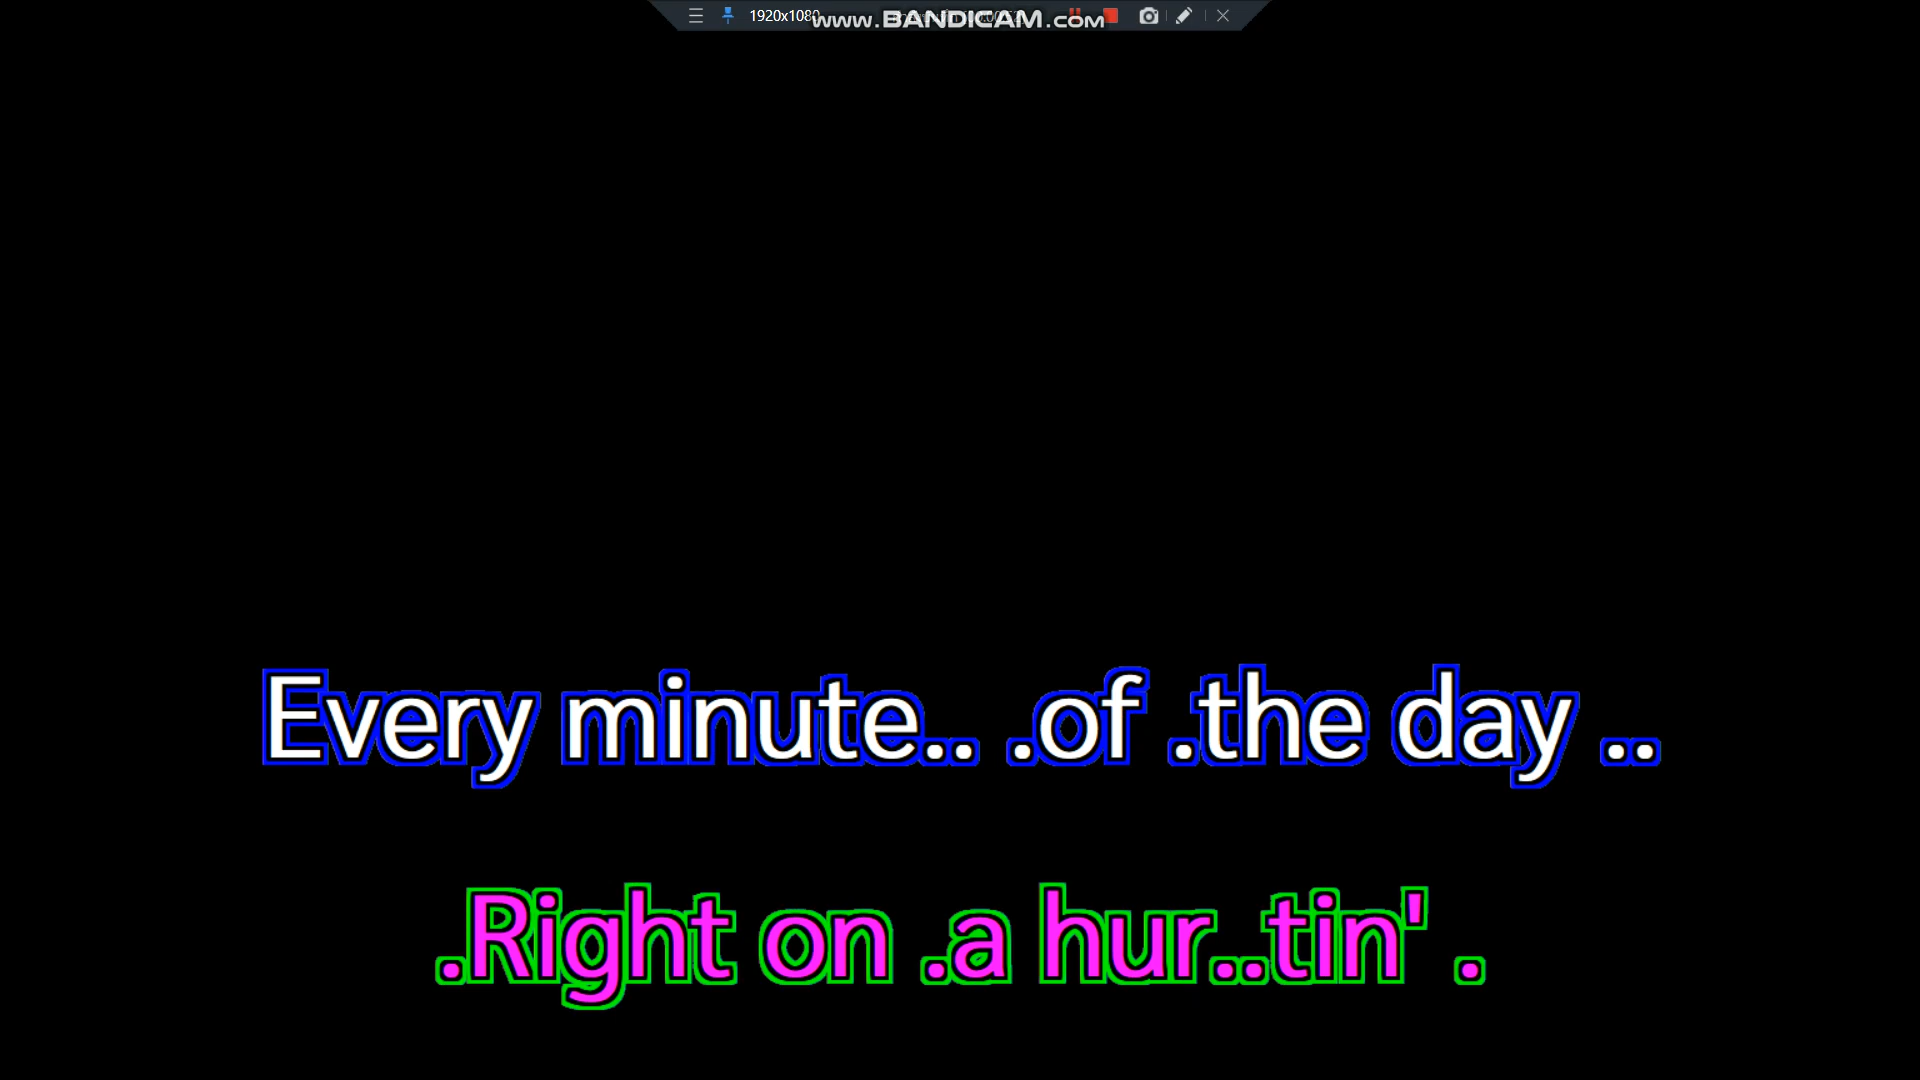 1920x1080
www.BANDICAM.com
Every minute.. .of .the day ..
.Right on .a hur..tin' .